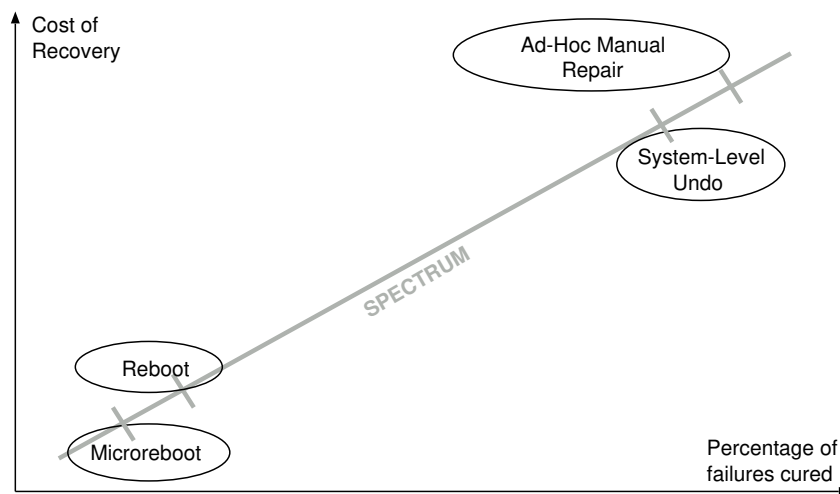 Cost of
Recovery
Ad-Hoc Manual
Repair
System-Level
Undo
SPECTRUM
Reboot
Microreboot
Percentage of
failures cured